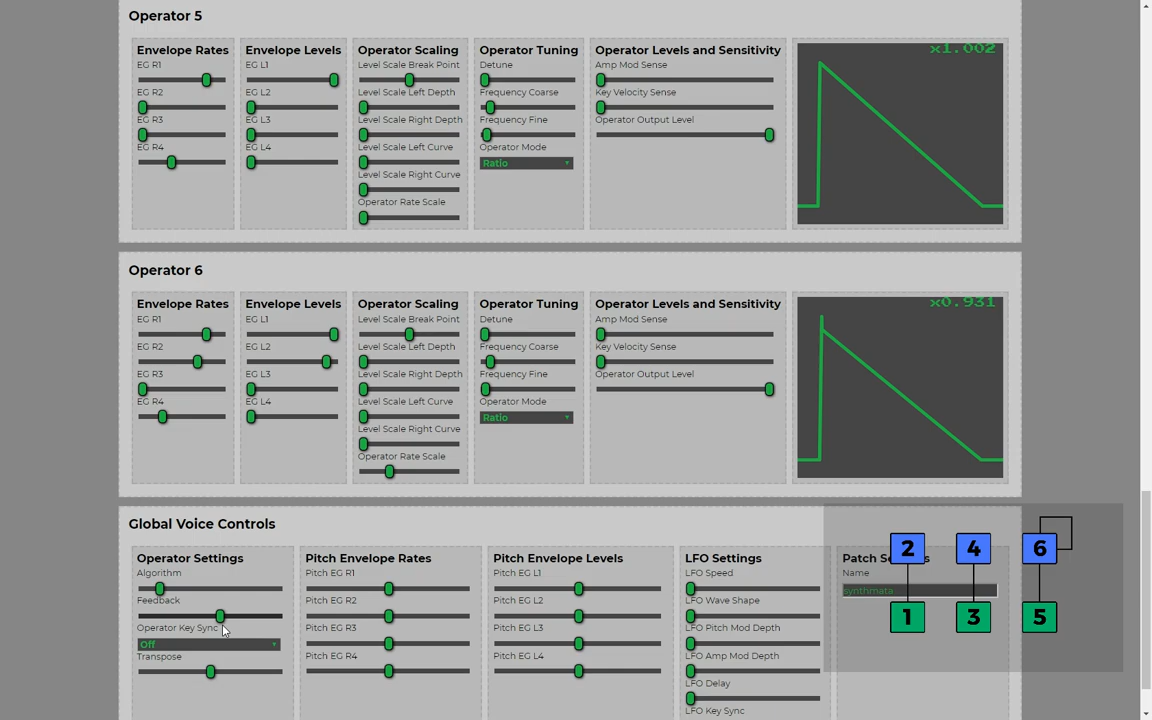 Operator 5
Envelope Rates
EG R1
EG R2
EG R3
EG R4
Envelope Levels
EG L1
EG L2
EG L3
EG L4
Operator Scaling
Level Scale Break Point
Level Scale Left Depth
Level Scale Right Depth
Level Scale Left Curve
Level Scale Right Curve
Operator Rate Scale
Operator Tuning
Detune
Frequency Coarse
Frequency Fine
Operator Mode
Ratio
Operator Levels and Sensitivity
Amp Mod Sense
Key Velocity Sense
Operator Output Level
x1.002
Operator 6
Envelope Rates
EG R1
EG R2
EG R3
EG R4
Envelope Levels
EG L1
EG L2
EG L3
EG L4
Operator Scaling
Level Scale Break Point
Level Scale Left Depth
Level Scale Right Depth
Level Scale Left Curve
Level Scale Right Curve
Operator Rate Scale
Operator Tuning
Detune
Frequency Coarse
Frequency Fine
Operator Mode
Ratio
Operator Levels and Sensitivity
Amp Mod Sense
Key Velocity Sense
Operator Output Level
x0.931
Global Voice Controls
Operator Settings
Algorithm
Feedback
Operator Key Sync
Off
Transpose
Pitch Envelope Rates
Pitch EG R1
Pitch EG R2
Pitch EG R3
Pitch EG R4
Pitch Envelope Levels
Pitch EG L1
Pitch EG L2
Pitch EG L3
Pitch EG L4
LFO Settings
LFO Speed
LFO Wave Shape
LFO Pitch Mod Depth
LFO Amp Mod Depth
LFO Delay
LFO Key Sync
Patch
Name
synthmata
2 4 6
1 3 5